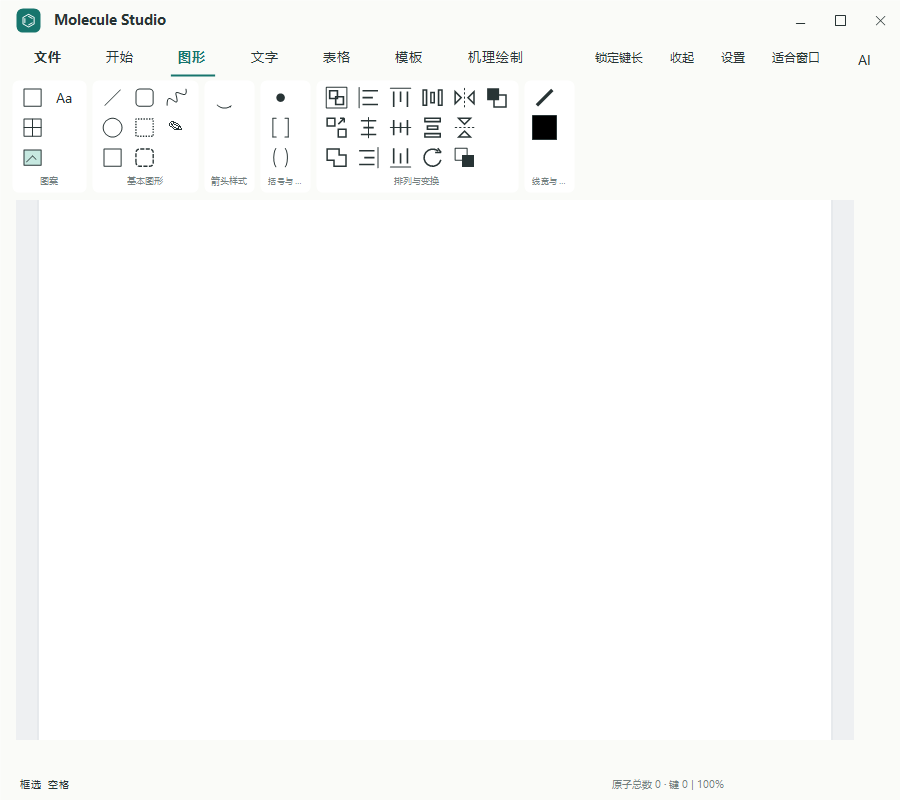 Molecule Studio
文件 开始 图形 文字 表格 模板 机理绘制 锁定键长 收起 设置 适合窗口 AI
Aa
图案 基本图形 箭头样式 括号与... 排列与变换 线宽与...
框选 空格 原子总数 0 · 键 0 | 100%